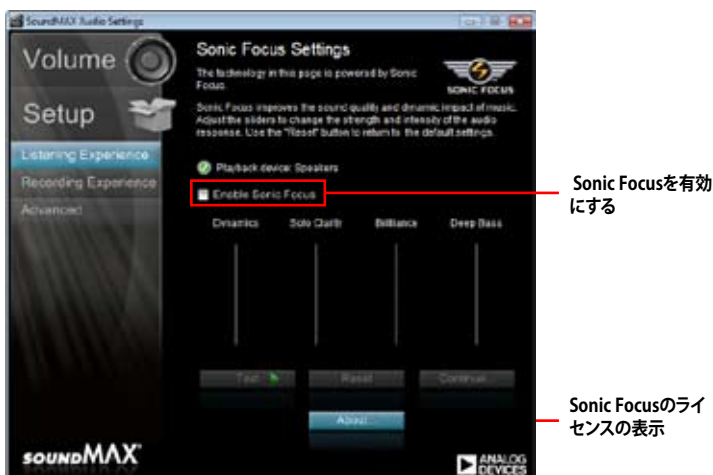 SoundMAX Audio Settings
Volume
Setup
Listening Experience
Recording Experience
Advanced
Sonic Focus Settings
The technology in this page is powered by Sonic
Focus.
SONIC FOCUS
Sonic Focus improves the sound quality and dynamic impact of music.
Adjust the sliders to change the strength and intensity of the audio
response. Use the "Reset" button to return to the default settings.
Playback device: Speakers
Enable Sonic Focus
Dynamics Solo Clarity Brilliance Deep Bass
Test Reset Continue...
About...
SOUNDMAX
ANALOG
DEVICES
Sonic Focusを有効
にする
Sonic Focusのライ
センスの表示